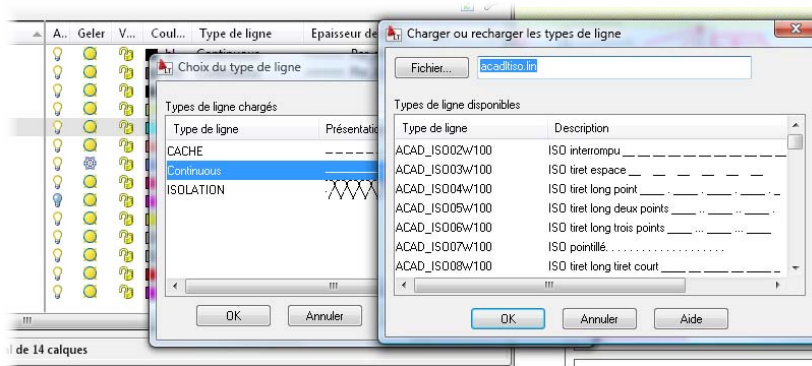 A.. Geler V... Coul... Type de ligne Epaisseur de
Continuous
Choix du type de ligne
Types de ligne chargés
Type de ligne Présentatio
CACHE
Continuous
ISOLATION
OK Annuler
al de 14 calques
Charger ou recharger les types de ligne
Fichier... acadltiso.lin
Types de ligne disponibles
Type de ligne Description
ACAD_ISO02W100 ISO interrompu
ACAD_ISO03W100 ISO tiret espace
ACAD_ISO04W100 ISO tiret long point
ACAD_ISO05W100 ISO tiret long deux points
ACAD_ISO06W100 ISO tiret long trois points
ACAD_ISO07W100 ISO pointillé
ACAD_ISO08W100 ISO tiret long tiret court
OK Annuler Aide